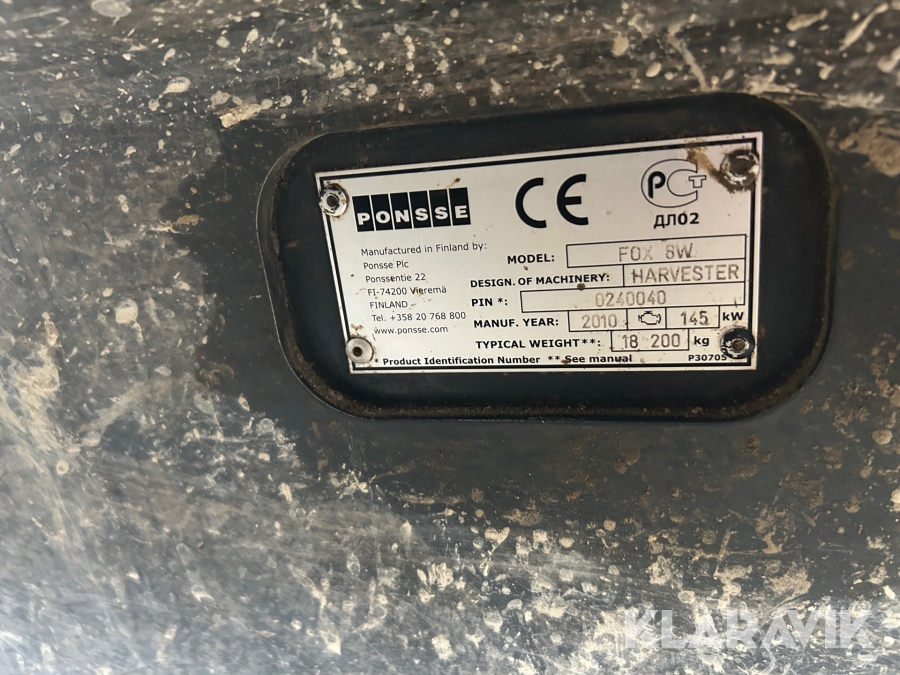 PONSSE
CE
PCT
ДЛ02
Manufactured in Finland by:
Ponsse Plc
Ponssentie 22
FI-74200 Vieremä
FINLAND
Tel. +358 20 768 800
www.ponsse.com
MODEL: FOX 8W
DESIGN. OF MACHINERY: HARVESTER
PIN *: 0240040
MANUF. YEAR: 2010 145 kW
TYPICAL WEIGHT**: 18 200 kg
* Product Identification Number ** See manual P30705
KLARAVIK